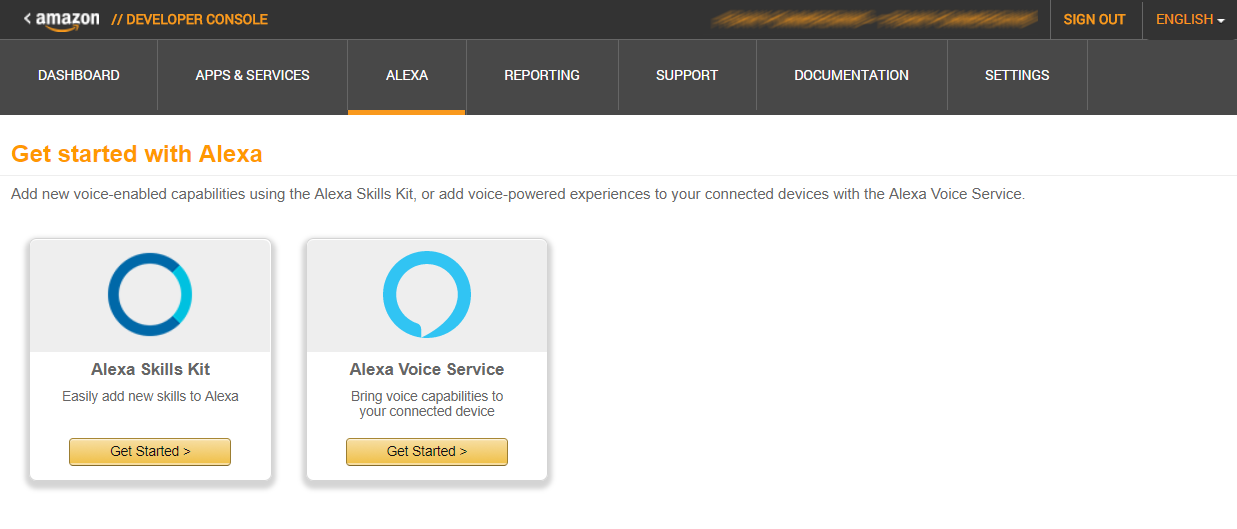 < amazon // DEVELOPER CONSOLE
SIGN OUT
ENGLISH
DASHBOARD
APPS & SERVICES
ALEXA
REPORTING
SUPPORT
DOCUMENTATION
SETTINGS
Get started with Alexa
Add new voice-enabled capabilities using the Alexa Skills Kit, or add voice-powered experiences to your connected devices with the Alexa Voice Service.
Alexa Skills Kit
Easily add new skills to Alexa
Get Started >
Alexa Voice Service
Bring voice capabilities to
your connected device
Get Started >